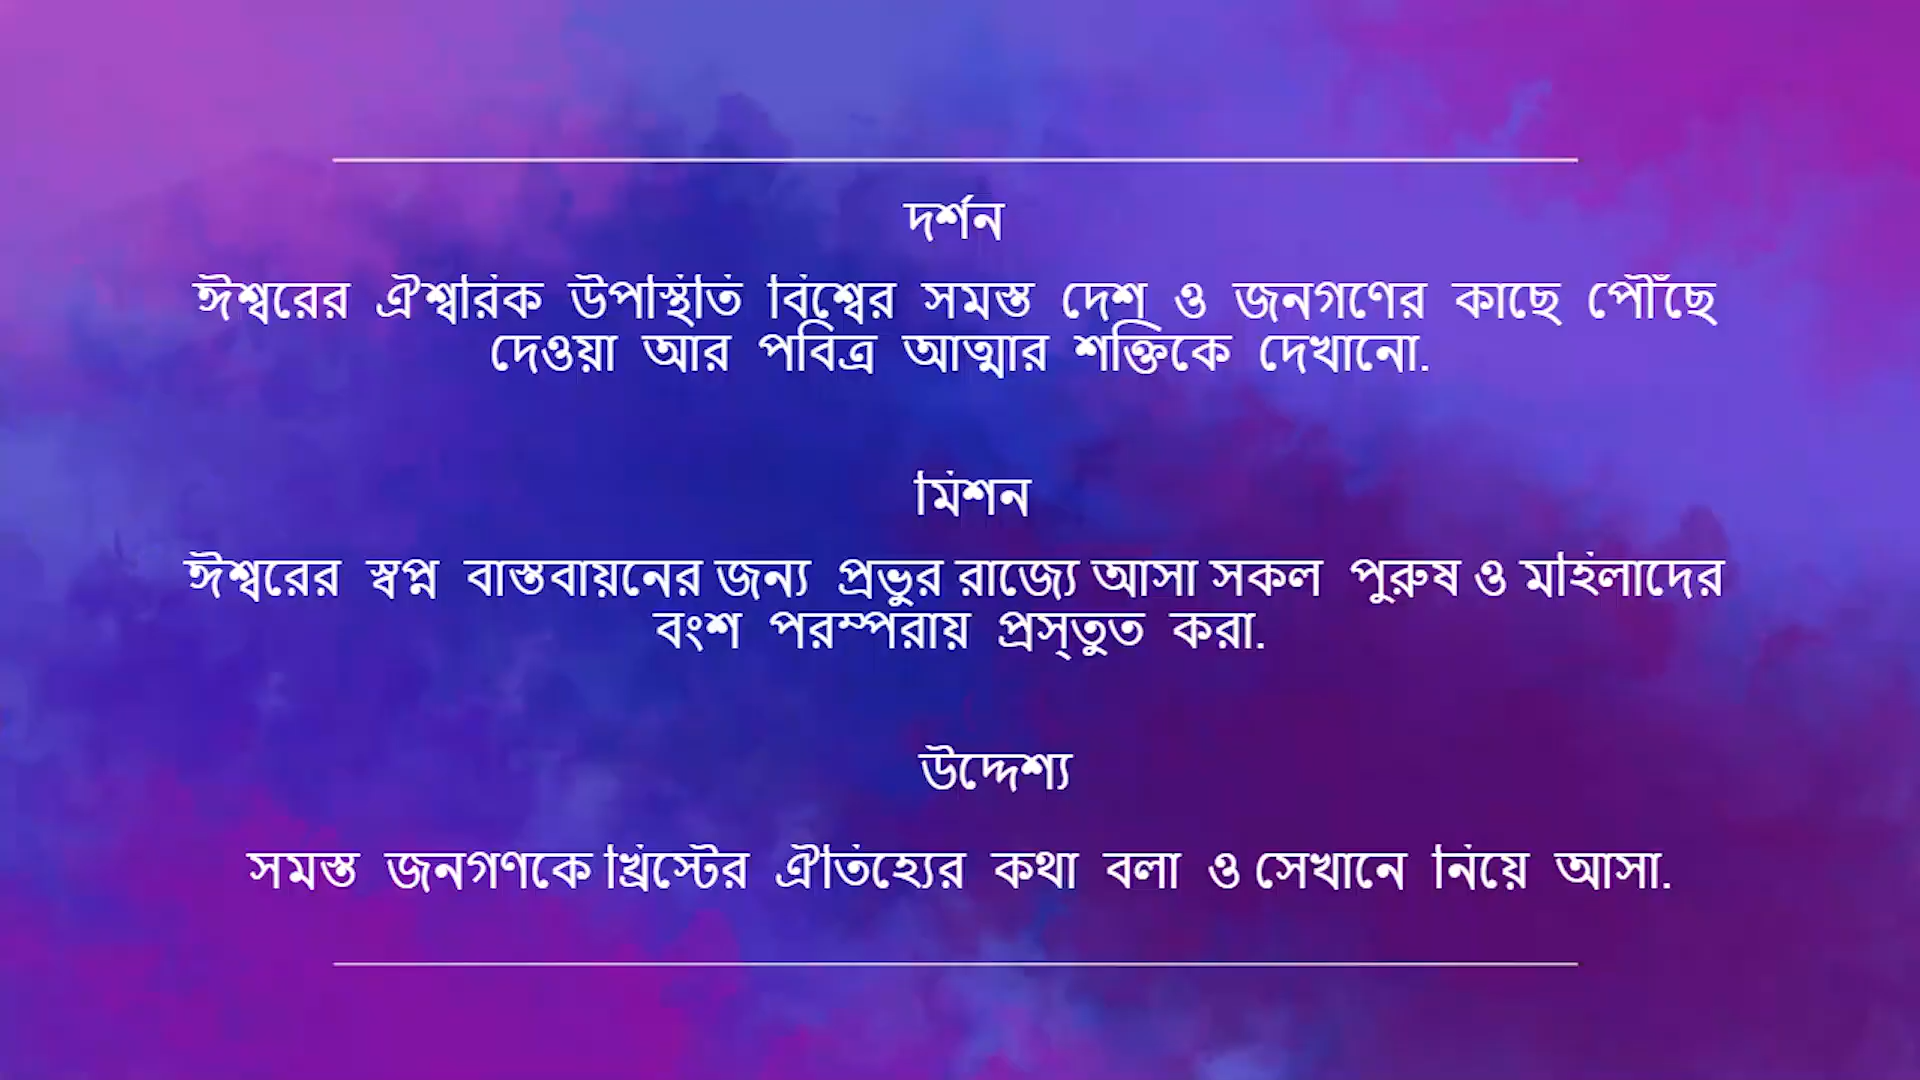 দর্শন
ঈশ্বরের ঐশ্বরিক উপস্থিতি বিশ্বের সমস্ত দেশ ও জনগণের কাছে পৌঁছে
দেওয়া আর পবিত্র আত্মার শক্তিকে দেখানো.
মিশন
ঈশ্বরের স্বপ্ন বাস্তবায়নের জন্য প্রভুর রাজ্যে আসা সকল পুরুষ ও মহিলাদের
বংশ পরম্পরায় প্রস্তুত করা.
উদ্দেশ্য
সমস্ত জনগণকে খ্রিস্টের ঐতিহ্যের কথা বলা ও সেখানে নিয়ে আসা.